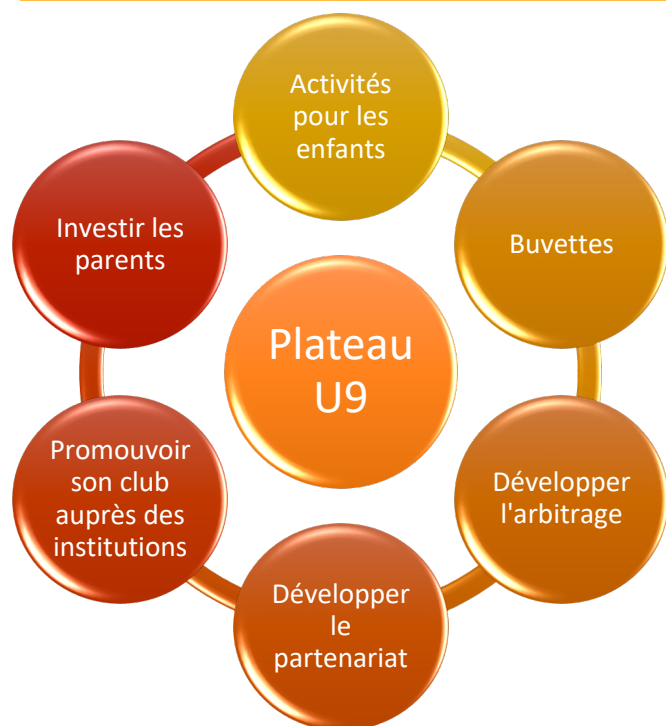 Activités
pour les
enfants
Buvettes
Développer
l'arbitrage
Développer
le
partenariat
Promouvoir
son club
auprès des
institutions
Investir les
parents
Plateau
U9